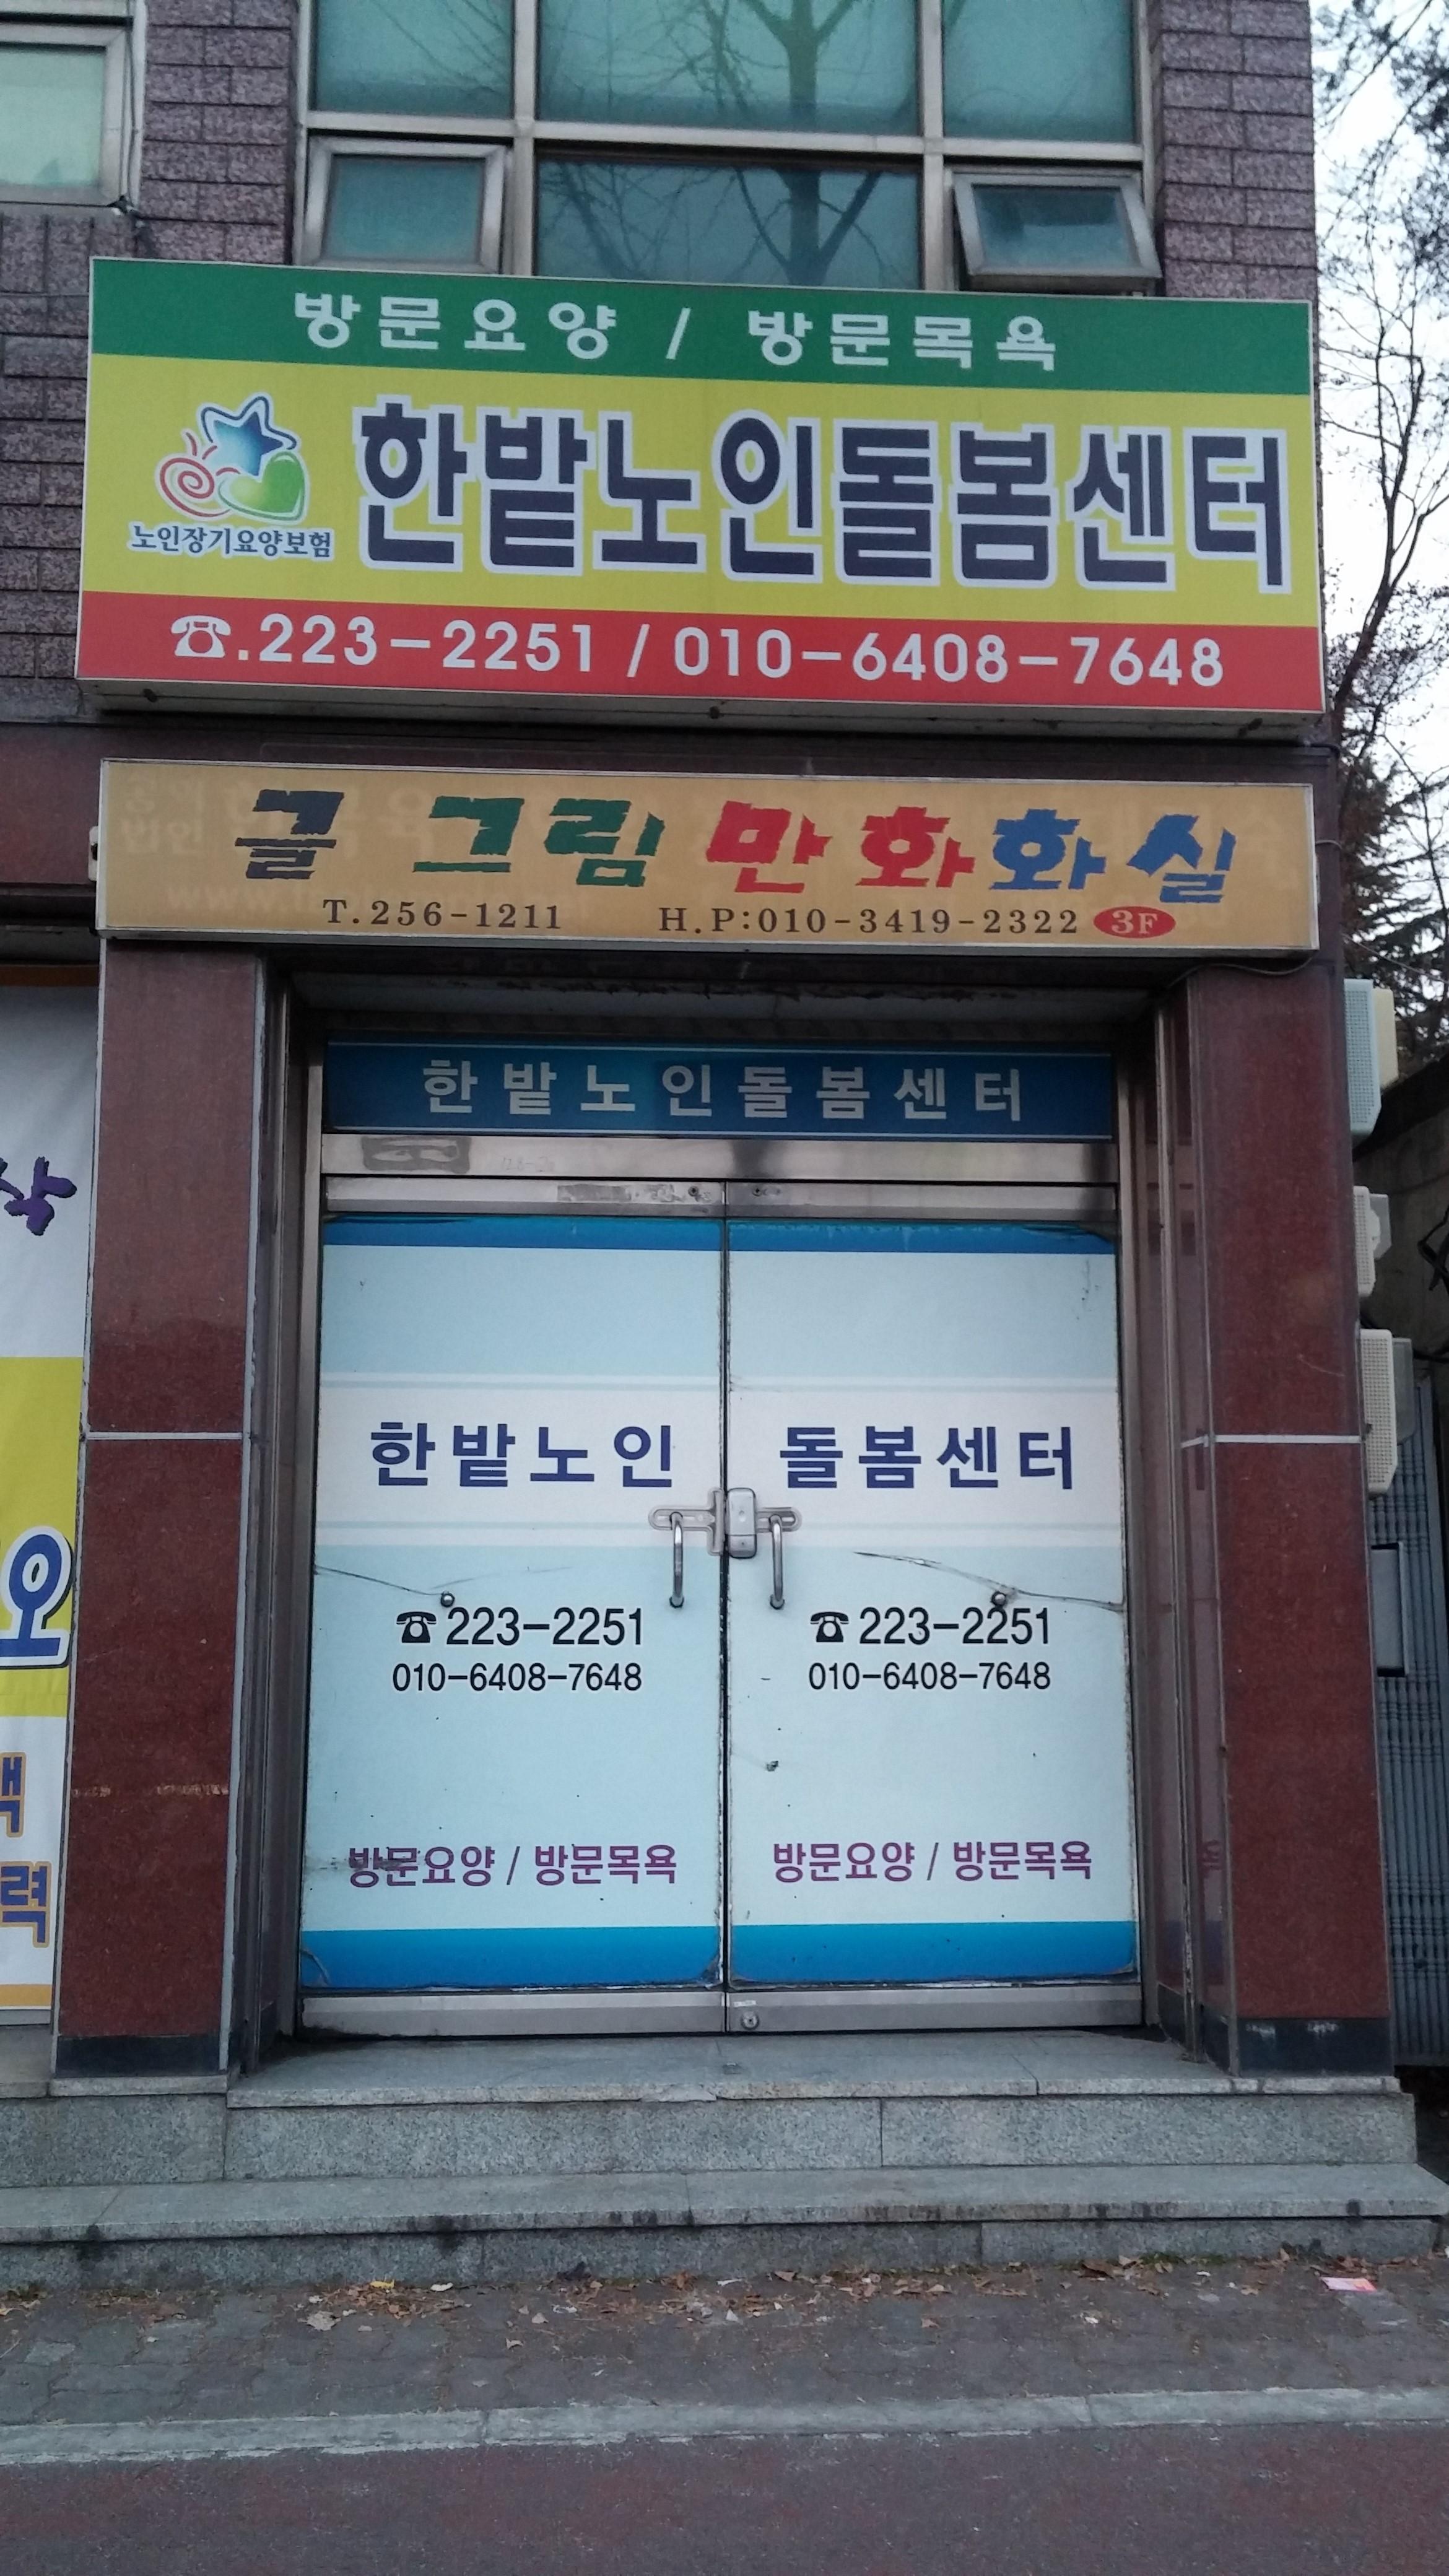 방문요양 / 방문목욕
한밭노인돌봄센터
노인장기요양보험
☎.223-2251 / 010-6408-7648
글 그림 만화화실
T.256-1211 H.P:010-3419-2322 3F
한밭노인돌봄센터
한밭노인 돌봄센터
☎223-2251 ☎223-2251
010-6408-7648 010-6408-7648
방문요양 / 방문목욕 방문요양 / 방문목욕
오
력